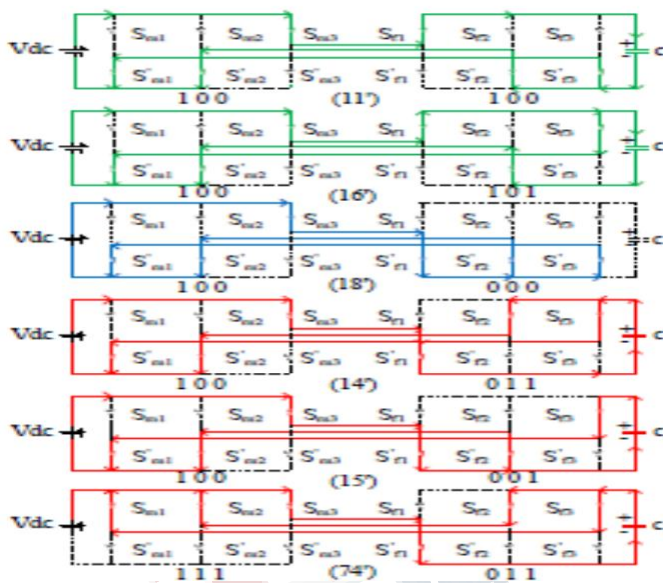 Sm1 Sm2 Sm3 Sf1 Sf2 Sf3
Vdc + - c
S'm1 S'm2 S'm3 S'f1 S'f2 S'f3
1 0 0 (11') 1 0 0
Sm1 Sm2 Sm3 Sf1 Sf2 Sf3
Vdc + - c
S'm1 S'm2 S'm3 S'f1 S'f2 S'f3
1 0 0 (16') 1 0 1
Sm1 Sm2 Sm3 Sf1 Sf2 Sf3
Vdc + - c
S'm1 S'm2 S'm3 S'f1 S'f2 S'f3
1 0 0 (18') 0 0 0
Sm1 Sm2 Sm3 Sf1 Sf2 Sf3
Vdc + - c
S'm1 S'm2 S'm3 S'f1 S'f2 S'f3
1 0 0 (14') 0 1 1
Sm1 Sm2 Sm3 Sf1 Sf2 Sf3
Vdc + - c
S'm1 S'm2 S'm3 S'f1 S'f2 S'f3
1 0 0 (15') 0 0 1
Sm1 Sm2 Sm3 Sf1 Sf2 Sf3
Vdc + - c
S'm1 S'm2 S'm3 S'f1 S'f2 S'f3
1 1 1 (74') 0 1 1